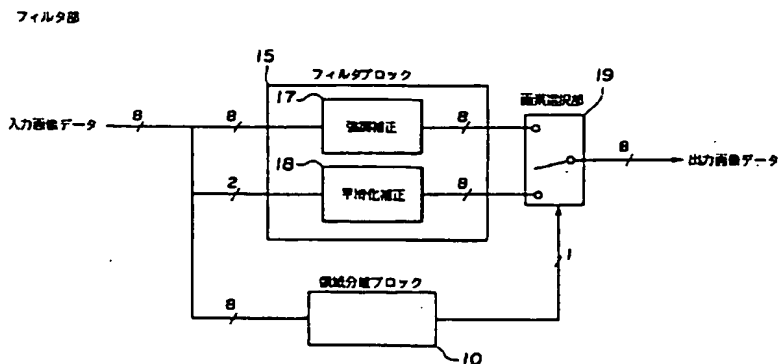 フィルタ部
15
フィルタブロック
17
強調補正
18
平滑化補正
画素選択部
19
入力画像データ
8
8
8
2
8
8
出力画像データ
1
領域分離ブロック
8
10